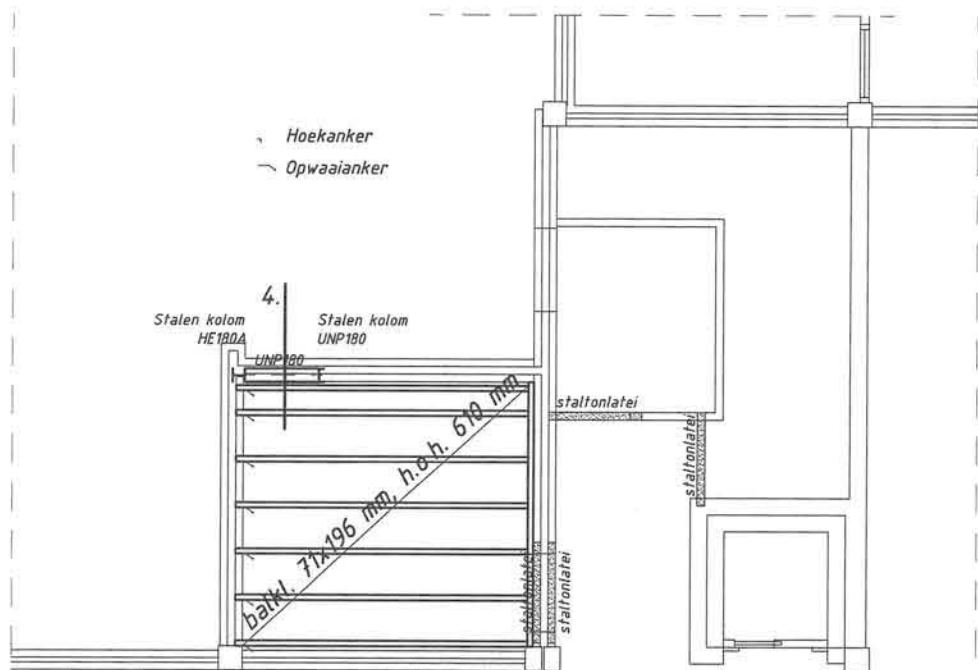 Hoekanker
Opwaaianker
4.
Stalen kolom
HE180A
Stalen kolom
UNP180
UNP180
staltonlatei
staltonlatei
balkl. 71x196 mm, h.o.h. 610 mm
staltonlatei
staltonlatei